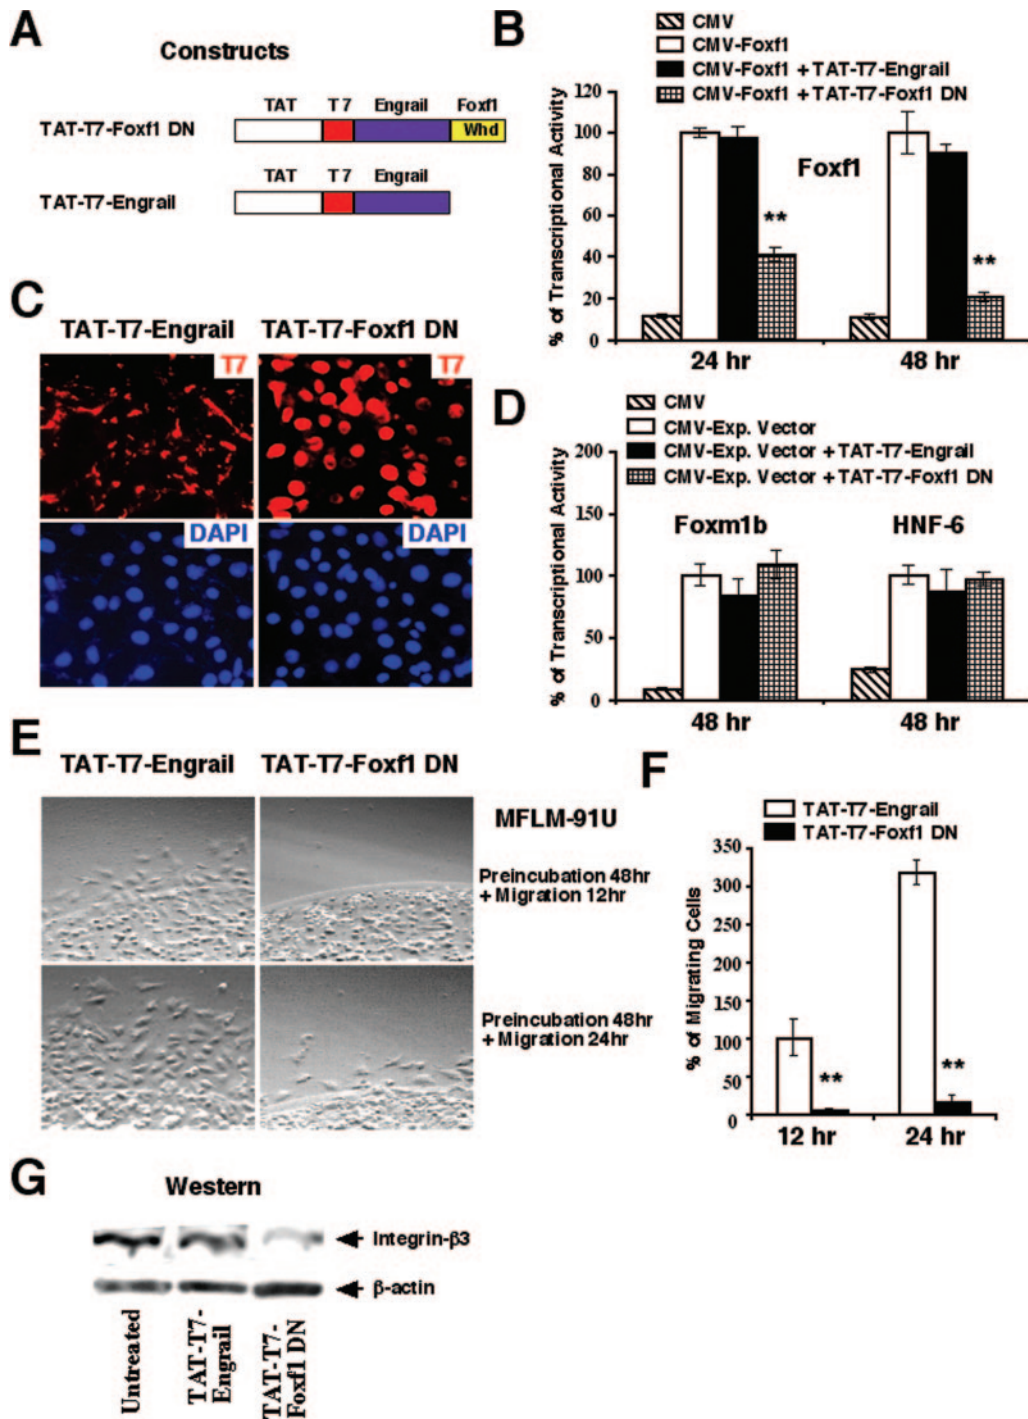 A
Constructs
TAT T7 Engrail Foxf1
TAT-T7-Foxf1 DN
Whd
TAT T7 Engrail
TAT-T7-Engrail
B
CMV
CMV-Foxf1
CMV-Foxf1 + TAT-T7-Engrail
CMV-Foxf1 + TAT-T7-Foxf1 DN
% of Transcriptional Activity
120
100
80
60
40
20
0
Foxf1
**
**
24 hr 48 hr
C
TAT-T7-Engrail TAT-T7-Foxf1 DN
T7 T7
DAPI DAPI
D
CMV
CMV-Exp. Vector
CMV-Exp. Vector + TAT-T7-Engrail
CMV-Exp. Vector + TAT-T7-Foxf1 DN
% of Transcriptional Activity
200
150
100
50
0
Foxm1b HNF-6
48 hr 48 hr
E
TAT-T7-Engrail TAT-T7-Foxf1 DN
MFLM-91U
Preincubation 48hr
+ Migration 12hr
Preincubation 48hr
+ Migration 24hr
F
TAT-T7-Engrail
TAT-T7-Foxf1 DN
% of Migrating Cells
350
300
250
200
150
100
50
0
**
**
12 hr 24 hr
G
Western
Integrin-β3
β-actin
Untreated
TAT-T7-
Engrail
TAT-T7-
Foxf1 DN